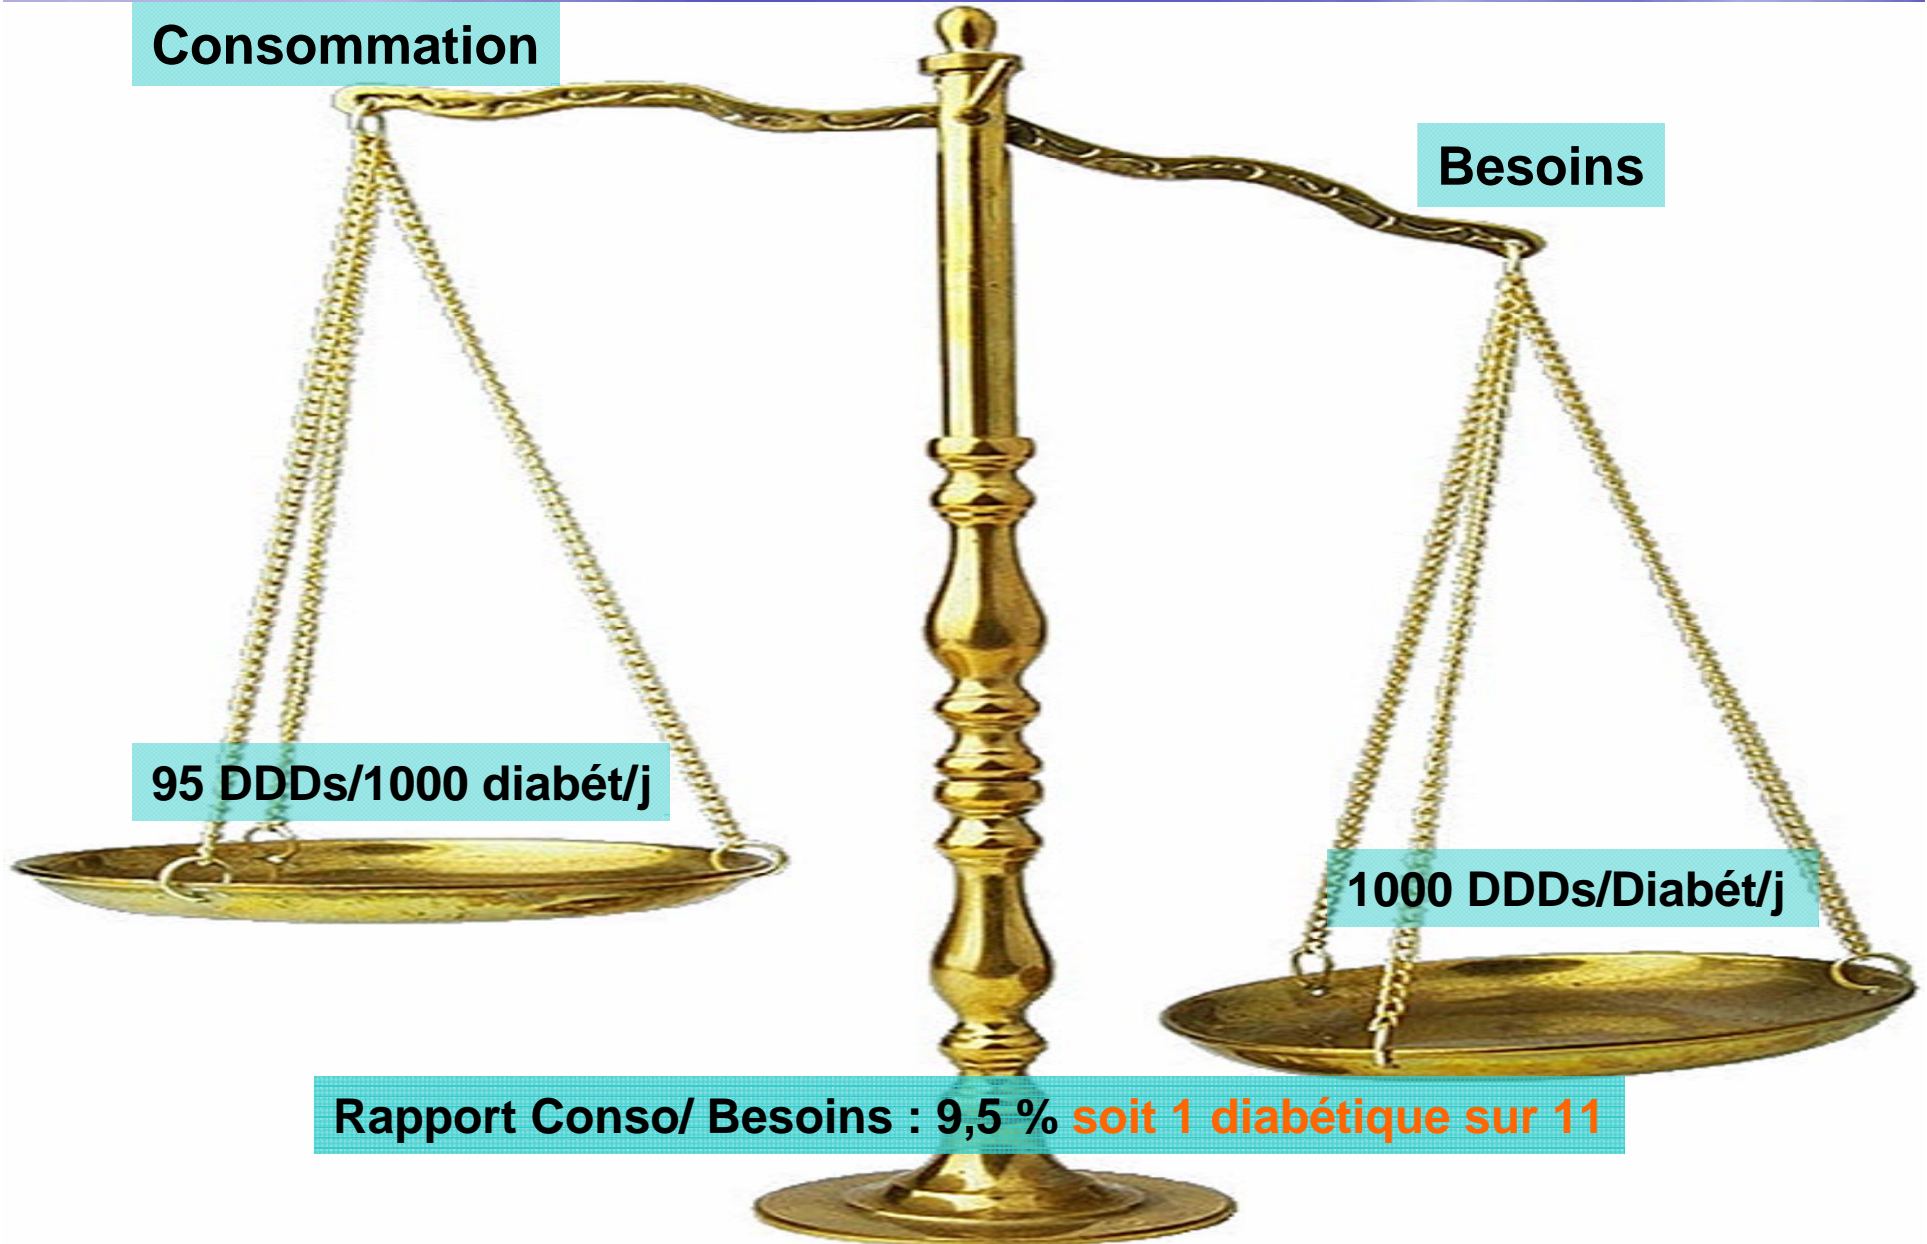 Consommation
Besoins
95 DDDs/1000 diabét/j
1000 DDDs/Diabét/j
Rapport Conso/ Besoins : 9,5 % soit 1 diabétique sur 11